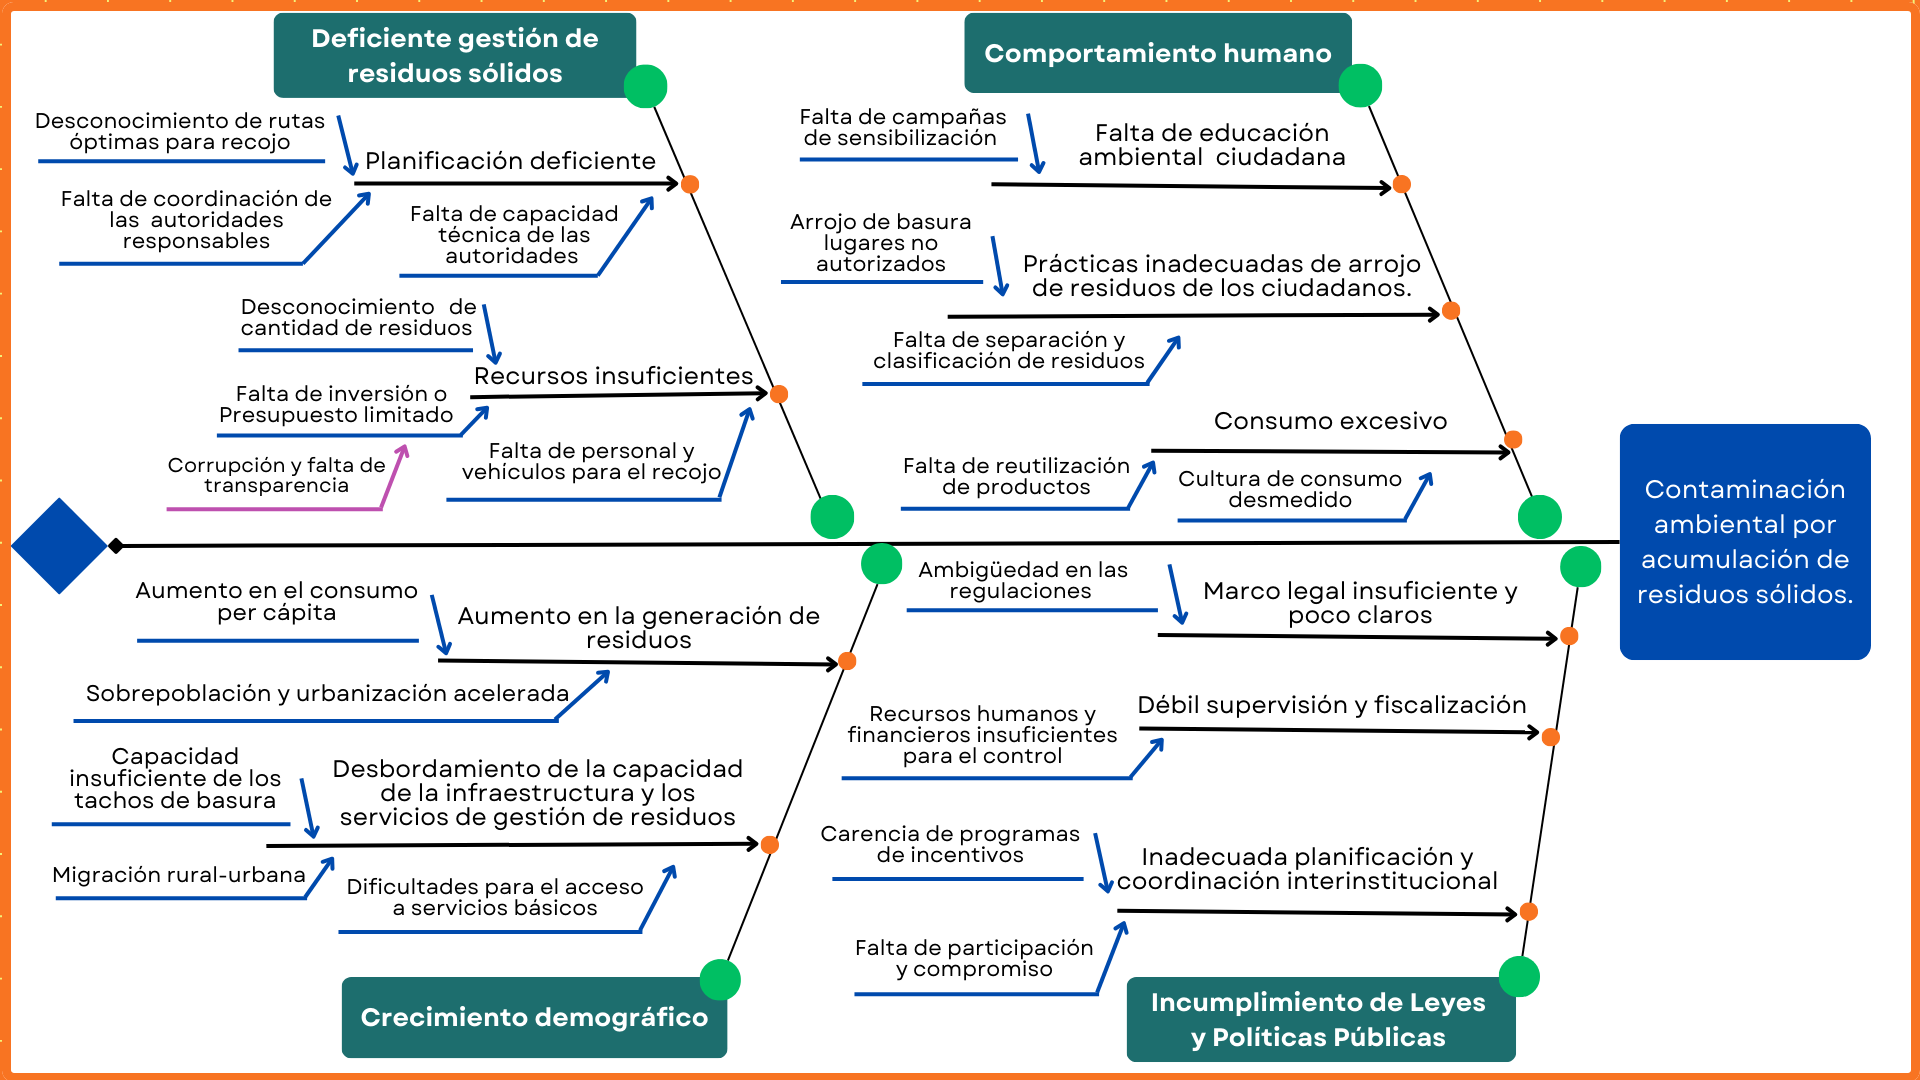 Deficiente gestión de
residuos sólidos
Desconocimiento de rutas
óptimas para recojo
Planificación deficiente
Falta de coordinación de
las autoridades
responsables
Falta de capacidad
técnica de las
autoridades
Desconocimiento de
cantidad de residuos
Recursos insuficientes
Falta de inversión o
Presupuesto limitado
Corrupción y falta de
transparencia
Falta de personal y
vehículos para el recojo
Comportamiento humano
Falta de campañas
de sensibilización
Falta de educación
ambiental ciudadana
Arrojo de basura
lugares no
autorizados
Prácticas inadecuadas de arrojo
de residuos de los ciudadanos.
Falta de separación y
clasificación de residuos
Consumo excesivo
Falta de reutilización
de productos
Cultura de consumo
desmedido
Contaminación
ambiental por
acumulación de
residuos sólidos.
Aumento en el consumo
per cápita
Aumento en la generación de
residuos
Sobrepoblación y urbanización acelerada
Capacidad
insuficiente de los
tachos de basura
Desbordamiento de la capacidad
de la infraestructura y los
servicios de gestión de residuos
Migración rural-urbana
Dificultades para el acceso
a servicios básicos
Crecimiento demográfico
Ambigüedad en las
regulaciones
Marco legal insuficiente y
poco claros
Débil supervisión y fiscalización
Recursos humanos y
financieros insuficientes
para el control
Carencia de programas
de incentivos
Inadecuada planificación y
coordinación interinstitucional
Falta de participación
y compromiso
Incumplimiento de Leyes
y Políticas Públicas